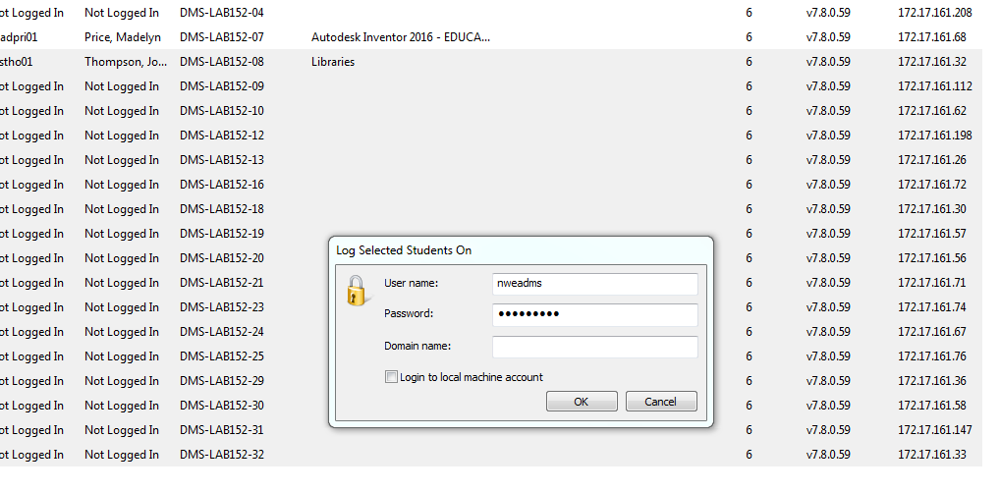 ot Logged In Not Logged In DMS-LAB152-04 6 v7.8.0.59 172.17.161.208
adpri01 Price, Madelyn DMS-LAB152-07 Autodesk Inventor 2016 - EDUCA... 6 v7.8.0.59 172.17.161.68
stho01 Thompson, Jo... DMS-LAB152-08 Libraries 6 v7.8.0.59 172.17.161.32
ot Logged In Not Logged In DMS-LAB152-09 6 v7.8.0.59 172.17.161.112
ot Logged In Not Logged In DMS-LAB152-10 6 v7.8.0.59 172.17.161.62
ot Logged In Not Logged In DMS-LAB152-12 6 v7.8.0.59 172.17.161.198
ot Logged In Not Logged In DMS-LAB152-13 6 v7.8.0.59 172.17.161.26
ot Logged In Not Logged In DMS-LAB152-16 6 v7.8.0.59 172.17.161.72
ot Logged In Not Logged In DMS-LAB152-18 6 v7.8.0.59 172.17.161.30
ot Logged In Not Logged In DMS-LAB152-19 6 v7.8.0.59 172.17.161.57
ot Logged In Not Logged In DMS-LAB152-20 6 v7.8.0.59 172.17.161.56
ot Logged In Not Logged In DMS-LAB152-21 6 v7.8.0.59 172.17.161.71
ot Logged In Not Logged In DMS-LAB152-23 6 v7.8.0.59 172.17.161.74
ot Logged In Not Logged In DMS-LAB152-24 6 v7.8.0.59 172.17.161.67
ot Logged In Not Logged In DMS-LAB152-25 6 v7.8.0.59 172.17.161.76
ot Logged In Not Logged In DMS-LAB152-29 6 v7.8.0.59 172.17.161.36
ot Logged In Not Logged In DMS-LAB152-30 6 v7.8.0.59 172.17.161.58
ot Logged In Not Logged In DMS-LAB152-31 6 v7.8.0.59 172.17.161.147
ot Logged In Not Logged In DMS-LAB152-32 6 v7.8.0.59 172.17.161.33
Log Selected Students On
User name: nweadms
Password: •••••••••
Domain name:
Login to local machine account
OK Cancel